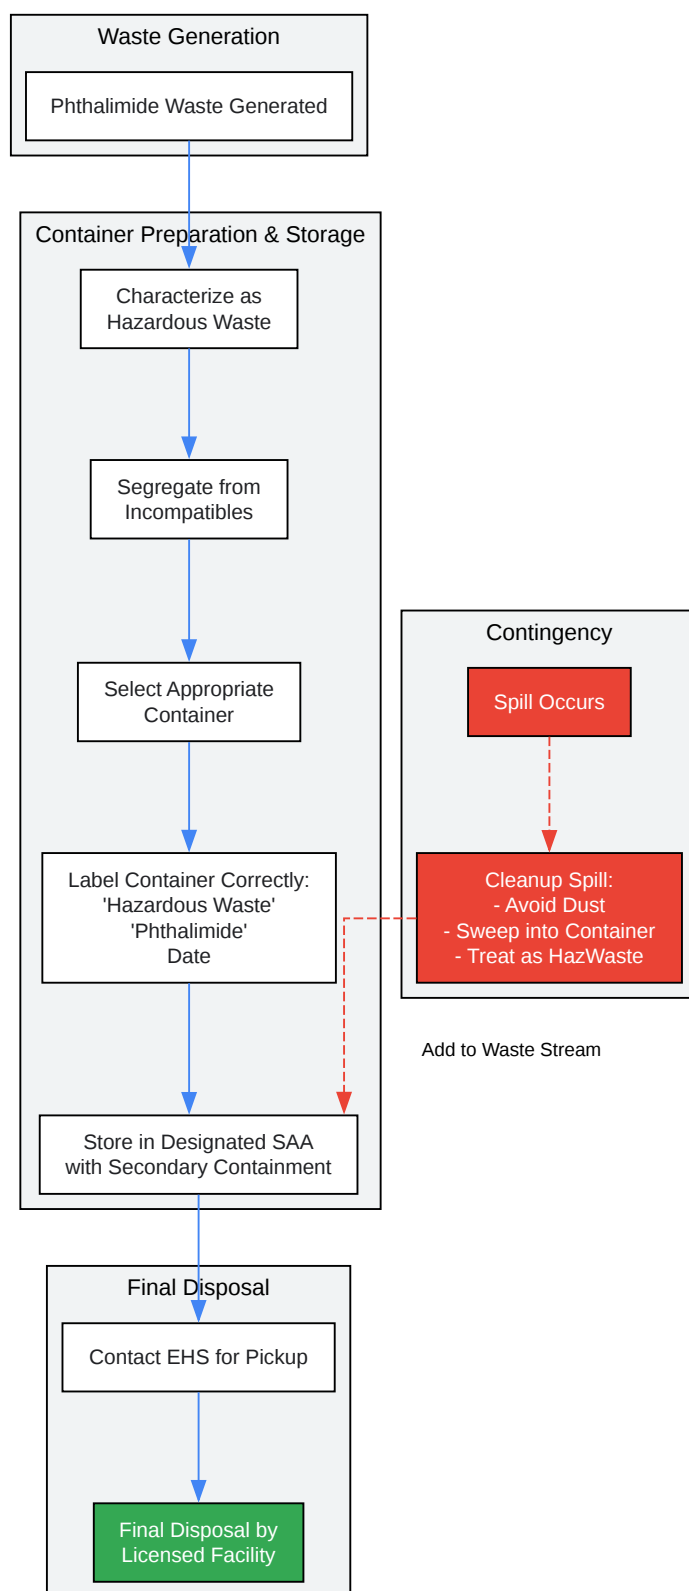 Waste Generation
Phthalimide Waste Generated
Container Preparation & Storage
Characterize as
Hazardous Waste
Segregate from
Incompatibles
Select Appropriate
Container
Label Container Correctly:
'Hazardous Waste'
'Phthalimide'
Date
Store in Designated SAA
with Secondary Containment
Contingency
Spill Occurs
Cleanup Spill:
- Avoid Dust
- Sweep into Container
- Treat as HazWaste
Add to Waste Stream
Final Disposal
Contact EHS for Pickup
Final Disposal by
Licensed Facility